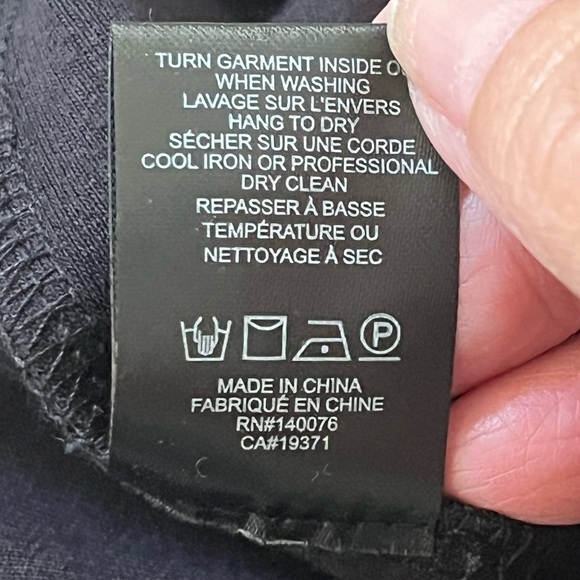 TURN GARMENT INSIDE
WHEN WASHING
LAVAGE SUR L'ENVERS
HANG TO DRY
SÉCHER SUR UNE CORDE
COOL IRON OR PROFESSIONAL
DRY CLEAN
REPASSER À BASSE
TEMPÉRATURE OU
NETTOYAGE À SEC
P
MADE IN CHINA
FABRIQUÉ EN CHINE
RN#140076
CA#19371